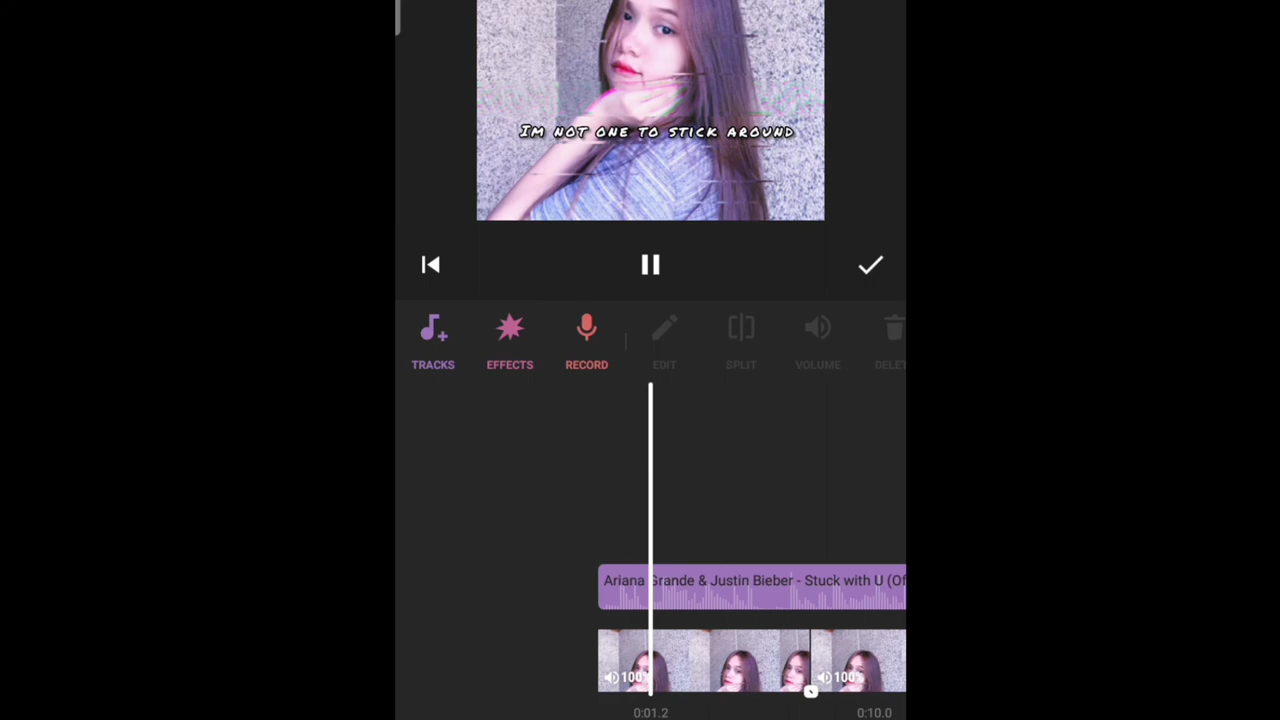 Im not one to stick around
TRACKS
EFFECTS
RECORD
EDIT
SPLIT
VOLUME
DELET
Ariana Grande & Justin Bieber - Stuck with U (Of
100%
100%
0:01.2
0:10.0